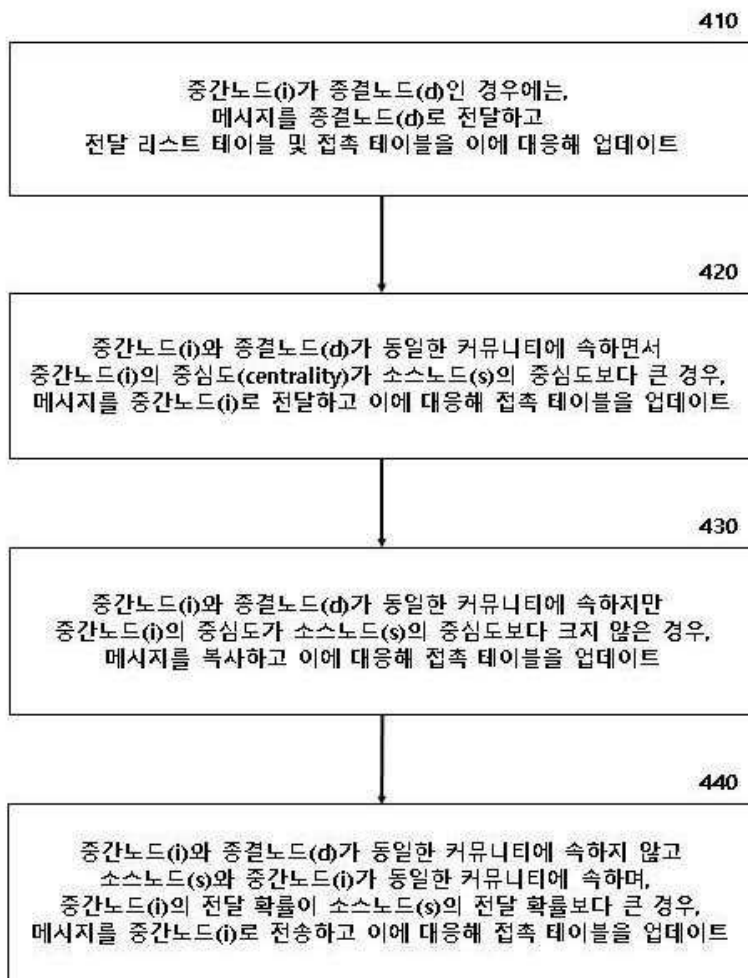 410
중간노드(i)가 종결노드(d)인 경우에는,
메시지를 종결노드(d)로 전달하고
전달 리스트 테이블 및 접촉 테이블을 이에 대응해 업데이트
420
중간노드(i)와 종결노드(d)가 동일한 커뮤니티에 속하면서
중간노드(i)의 중심도(centrality)가 소스노드(s)의 중심도보다 큰 경우,
메시지를 중간노드(i)로 전달하고 이에 대응해 접촉 테이블을 업데이트
430
중간노드(i)와 종결노드(d)가 동일한 커뮤니티에 속하지만
중간노드(i)의 중심도가 소스노드(s)의 중심도보다 크지 않은 경우,
메시지를 복사하고 이에 대응해 접촉 테이블을 업데이트
440
중간노드(i)와 종결노드(d)가 동일한 커뮤니티에 속하지 않고
소스노드(s)와 중간노드(i)가 동일한 커뮤니티에 속하며,
중간노드(i)의 전달 확률이 소스노드(s)의 전달 확률보다 큰 경우,
메시지를 중간노드(i)로 전송하고 이에 대응해 접촉 테이블을 업데이트